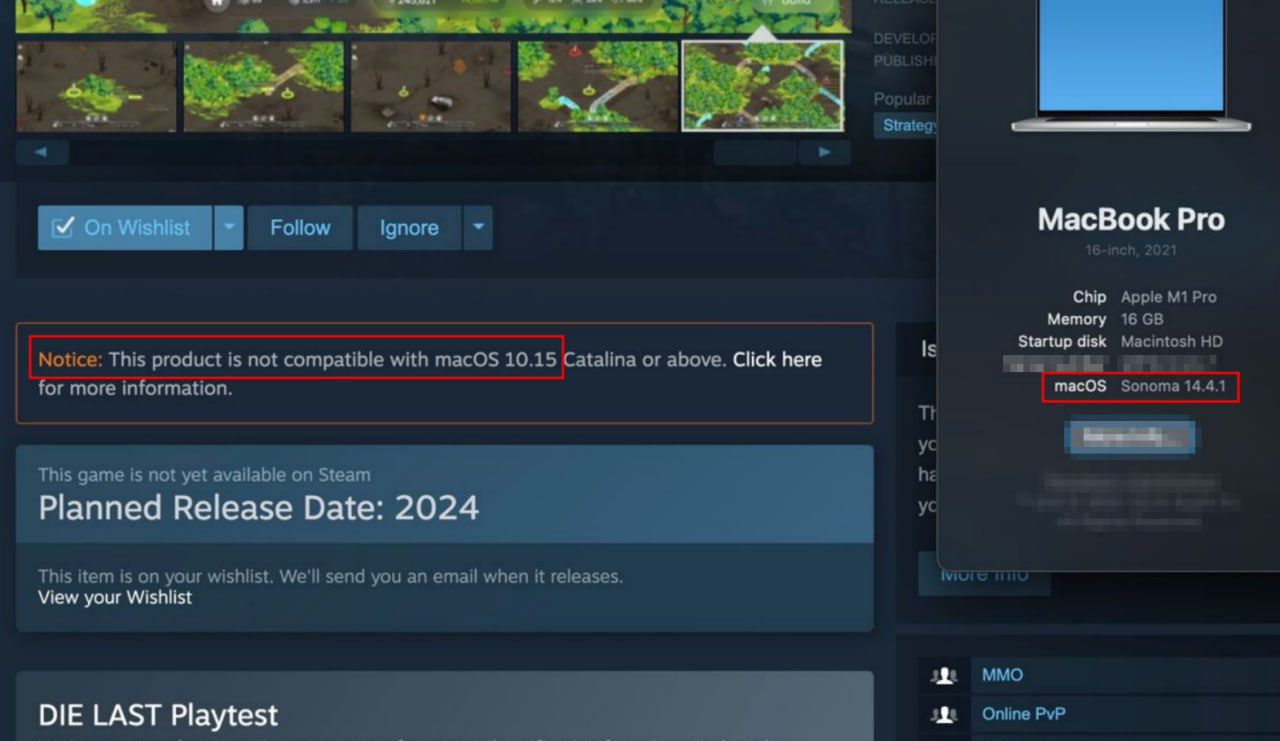 245,821
Guild
DEVELOP
PUBLISH
Popular
Strategy
On Wishlist
Follow
Ignore
Notice: This product is not compatible with macOS 10.15 Catalina or above. Click here
for more information.
This game is not yet available on Steam
Planned Release Date: 2024
This item is on your wishlist. We'll send you an email when it releases.
View your Wishlist
DIE LAST Playtest
Is
Th
yo
ha
yo
More Info
MMO
Online PvP
MacBook Pro
16-inch, 2021
Chip Apple M1 Pro
Memory 16 GB
Startup disk Macintosh HD
macOS Sonoma 14.4.1